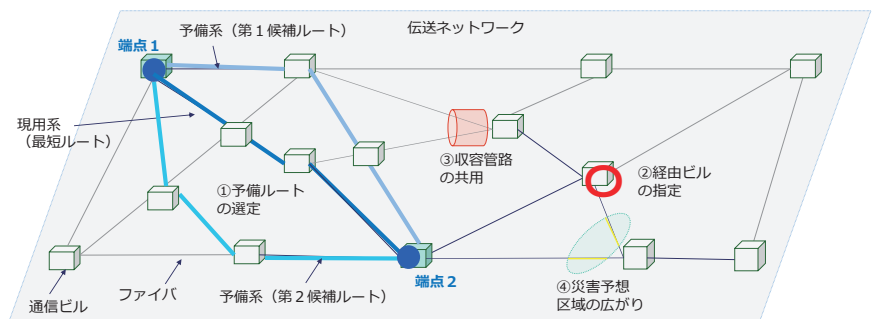 予備系（第１候補ルート）
伝送ネットワーク
端点１
現用系
（最短ルート）
③収容管路
の共用
②経由ビル
の指定
①予備ルート
の選定
端点２
通信ビル
ファイバ
予備系（第２候補ルート）
④災害予想
区域の広がり